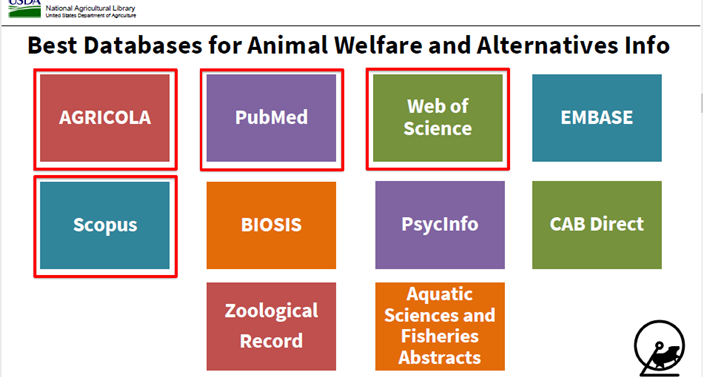 USDA
National Agricultural Library
United States Department of Agriculture
Best Databases for Animal Welfare and Alternatives Info
AGRICOLA
PubMed
Web of
Science
EMBASE
Scopus
BIOSIS
PsycInfo
CAB Direct
Zoological
Record
Aquatic
Sciences and
Fisheries
Abstracts